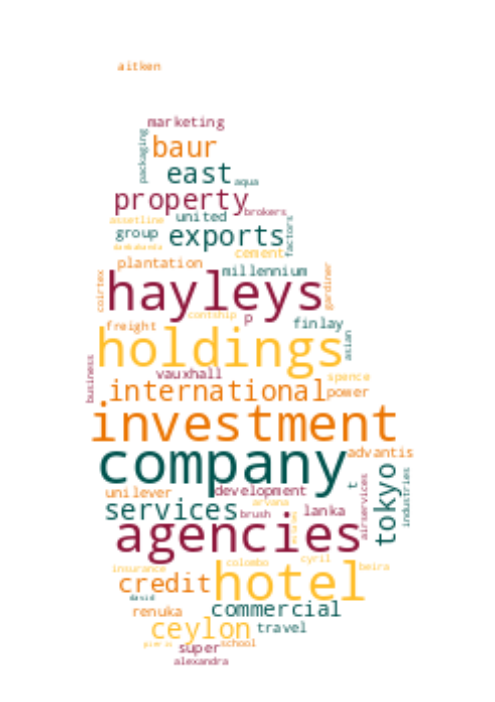 aitken
marketing
packaging
baur
east
aqua
property
brokers
assetline
united
group
exports
factors
cement
plantation
millennium
gardiner
coirtex
hayleys
contship
p
freight
finlay
asian
holdings
business
vauxhall
spence
international
power
investment
company
advantis
tokyo
industries
airservices
t
unilever
development
arvana
services
brush
lanka
agencies
cyril
colombo
insurance
beira
credit
hotel
david
renuka
commercial
ceylon
travel
super
school
alexandra